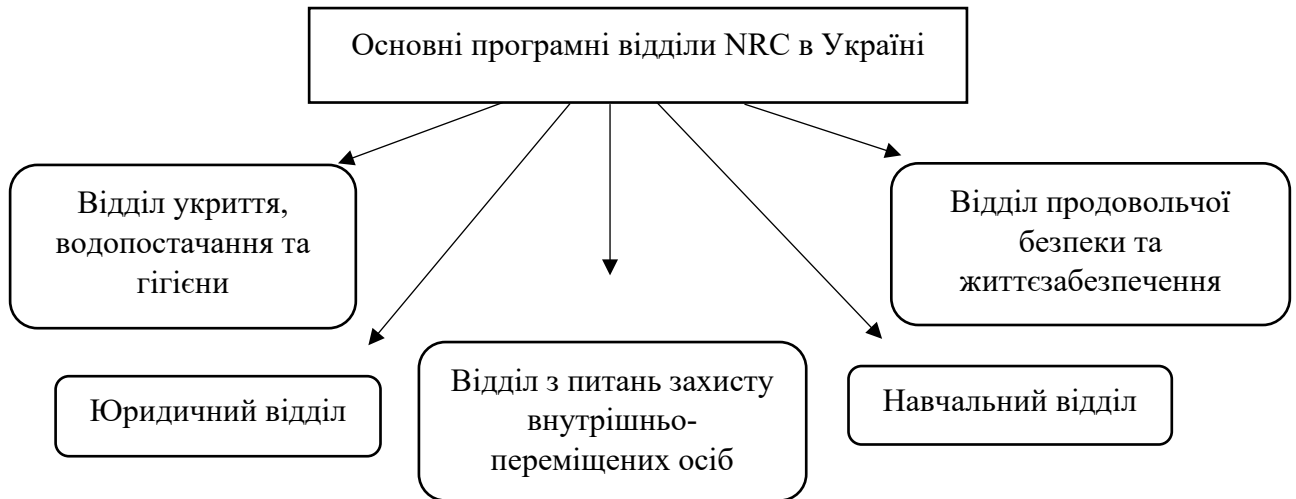 Основні програмні відділи NRC в Україні
Відділ укриття,
водопостачання та
гігієни
Відділ продовольчої
безпеки та
життєзабезпечення
Юридичний відділ
Відділ з питань захисту
внутрішньо-
переміщених осіб
Навчальний відділ